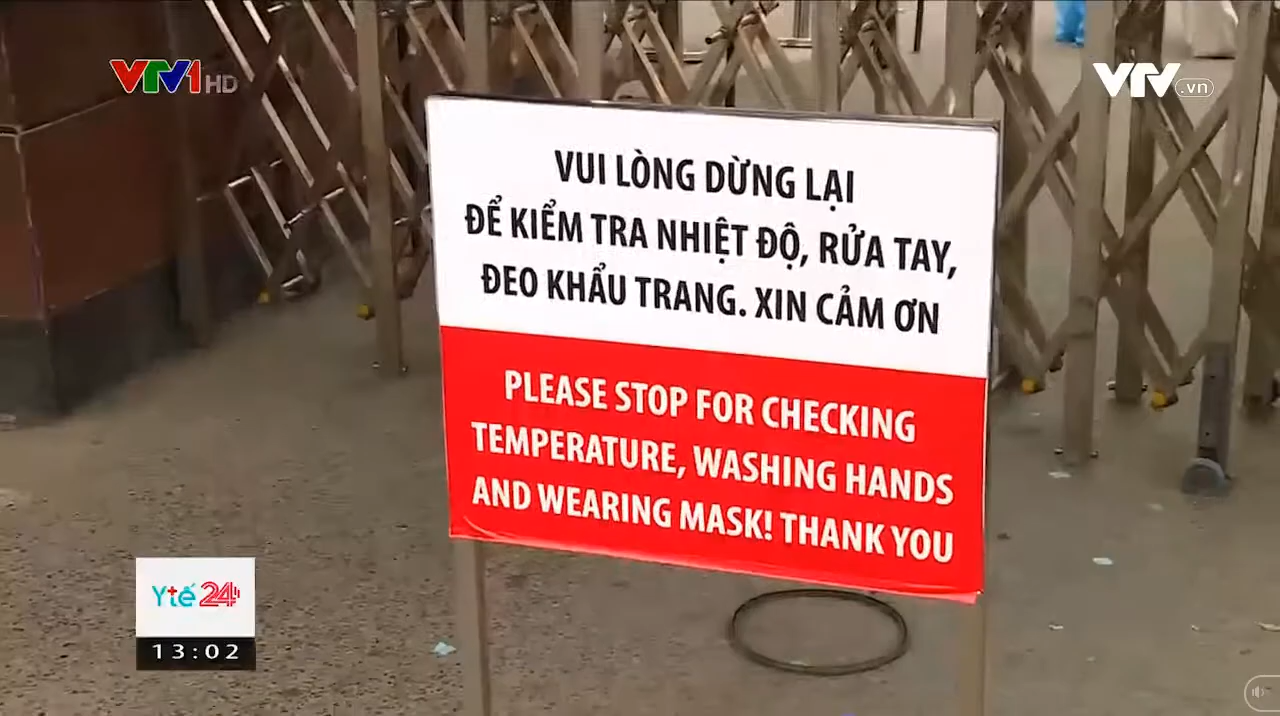 VTV1 HD
VTV.vn
VUI LÒNG DỪNG LẠI
ĐỂ KIỂM TRA NHIỆT ĐỘ, RỬA TAY,
ĐEO KHẨU TRANG. XIN CẢM ƠN
PLEASE STOP FOR CHECKING
TEMPERATURE, WASHING HANDS
AND WEARING MASK! THANK YOU
Y tế 24h
13:02